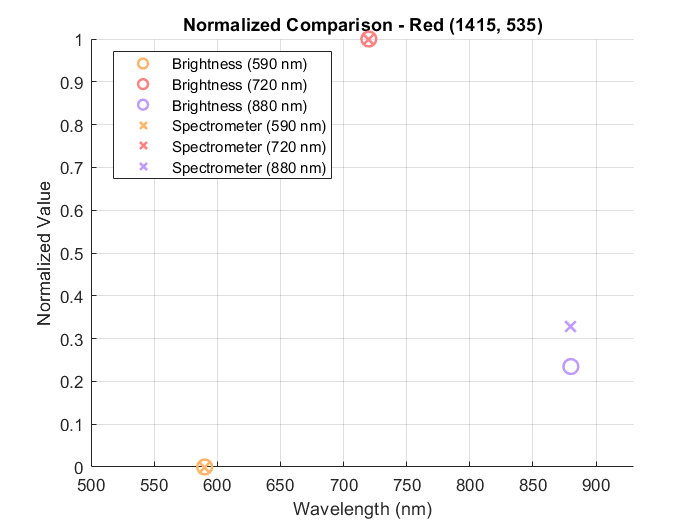 Normalized Comparison - Red (1415, 535)
Brightness (590 nm)
Brightness (720 nm)
Brightness (880 nm)
Spectrometer (590 nm)
Spectrometer (720 nm)
Spectrometer (880 nm)
Normalized Value
1
0.9
0.8
0.7
0.6
0.5
0.4
0.3
0.2
0.1
0
500 550 600 650 700 750 800 850 900
Wavelength (nm)